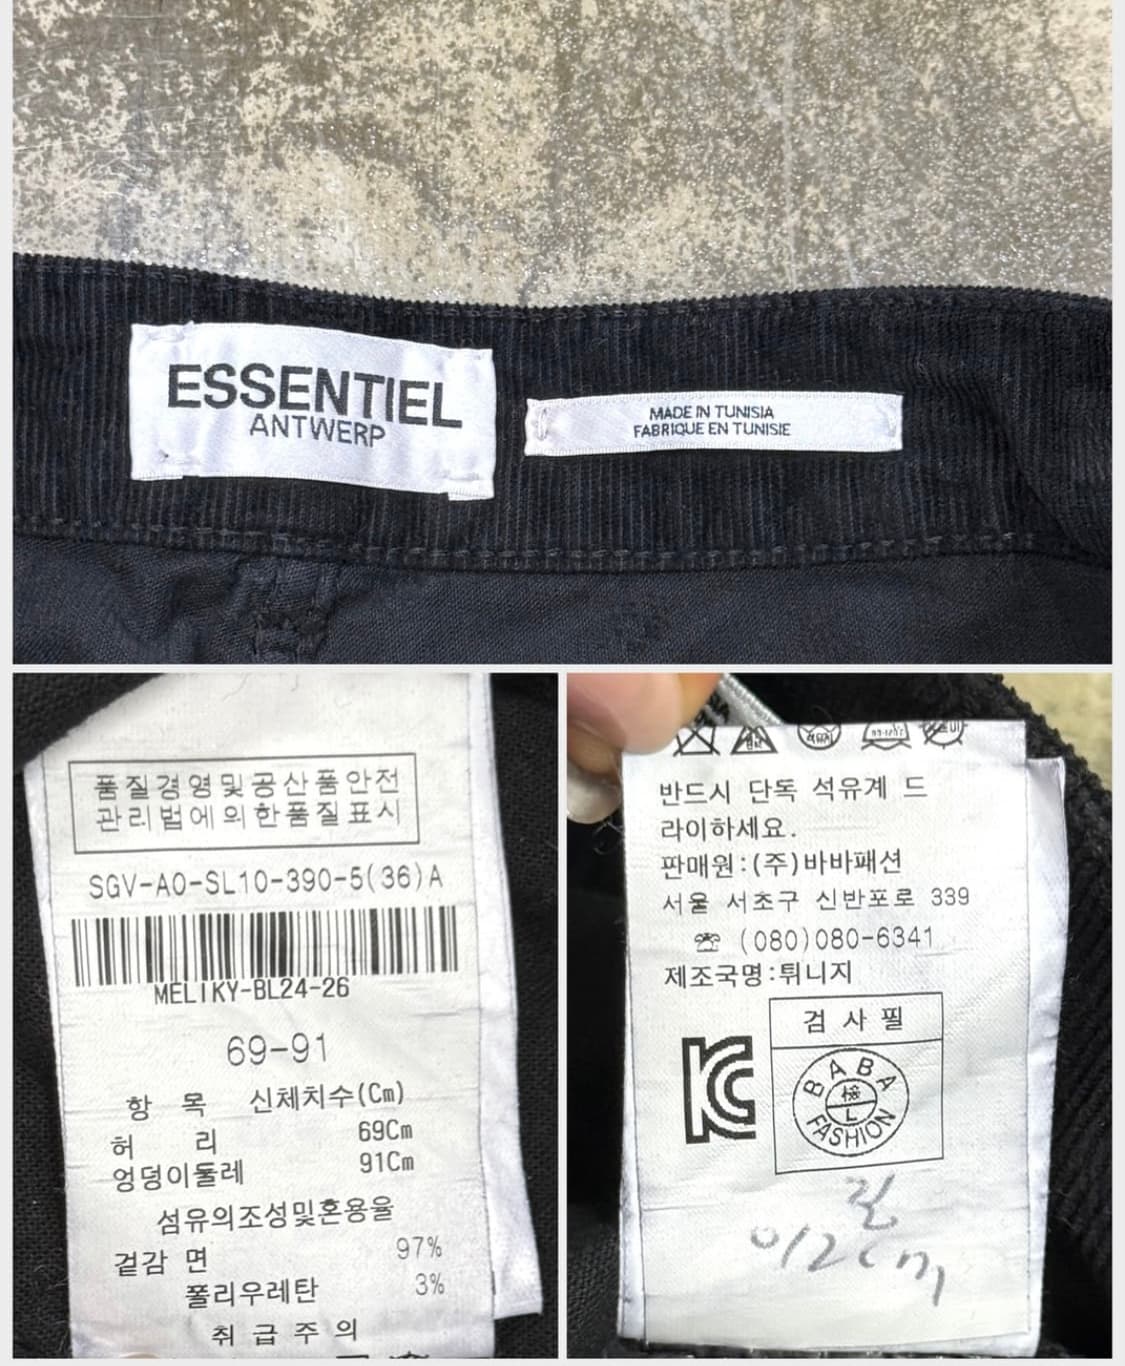 ESSENTIEL
ANTWERP
MADE IN TUNISIA
FABRIQUE EN TUNISIE
품질경영및공산품안전
관리법에의한품질표시
SGV-A0-SL10-390-5(36)A
MELIKY-BL24-26
69-91
항 목 신체치수(Cm)
허 리 69Cm
엉덩이둘레 91Cm
섬유의조성및혼용율
겉감 면 97%
폴리우레탄 3%
취 급 주 의
반드시 단독 석유계 드
라이하세요.
판매원:(주)바바패션
서울 서초구 신반포로 339
☎ (080)080-6341
제조국명:튀니지
검 사 필
BABA
檢
L
FASHION